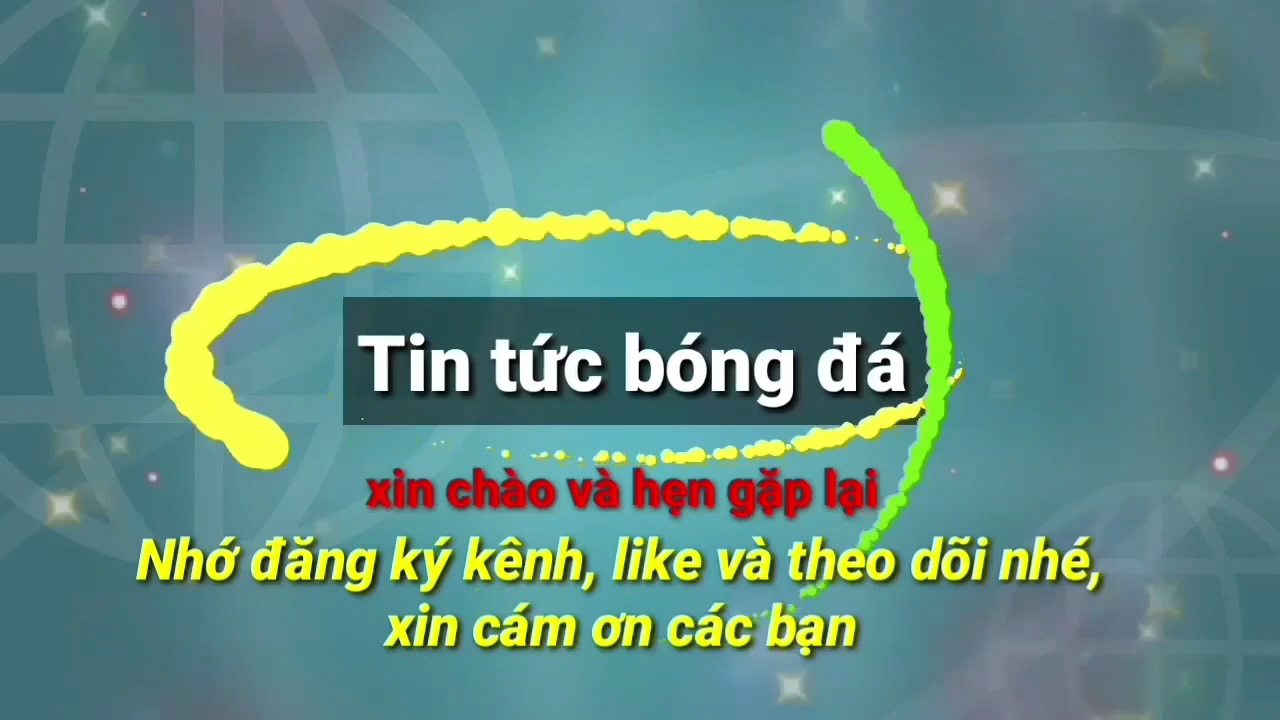 Tin tức bóng đá
xin chào và hẹn gặp lại
Nhớ đăng ký kênh, like và theo dõi nhé,
xin cám ơn các bạn